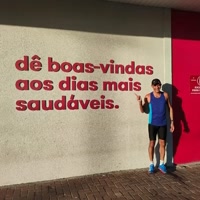 dê boas-vindas
aos dias mais
saudáveis.